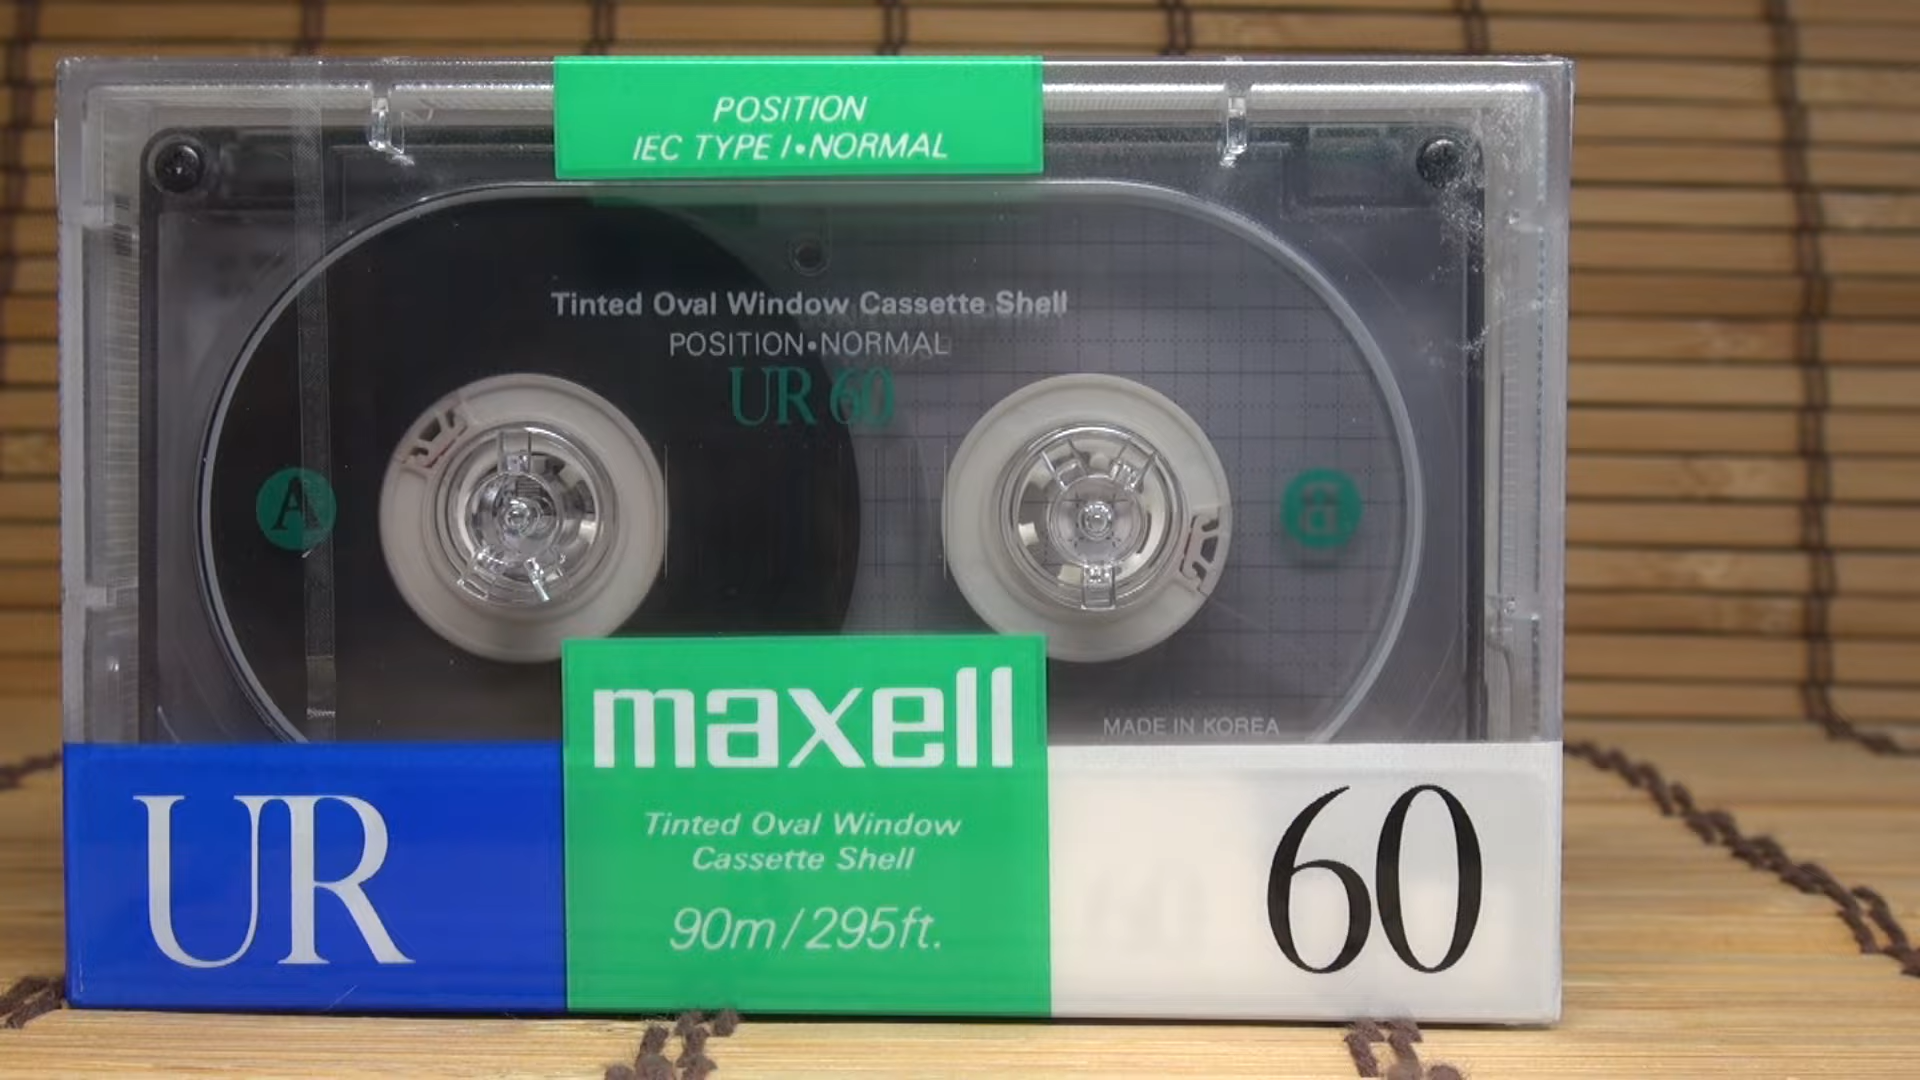 POSITION
IEC TYPE I•NORMAL
Tinted Oval Window Cassette Shell
POSITION•NORMAL
UR 60
A
B
MADE IN KOREA
maxell
UR
Tinted Oval Window
Cassette Shell
90m/295ft.
60